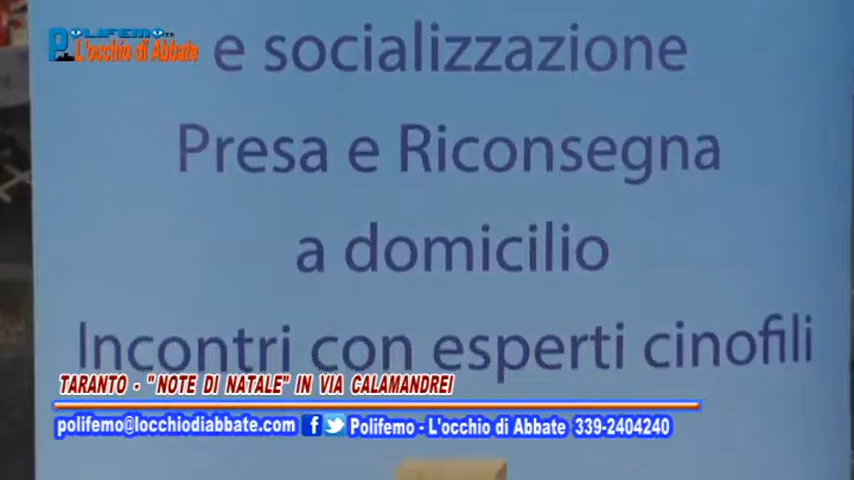 POLIFEMO
L'occhio di Abbate
e socializzazione
Presa e Riconsegna
a domicilio
Incontri con esperti cinofili
TARANTO - "NOTE DI NATALE" IN VIA CALAMANDREI
polifemo@locchiodiabbate.com f Polifemo - L'occhio di Abbate 339-2404240